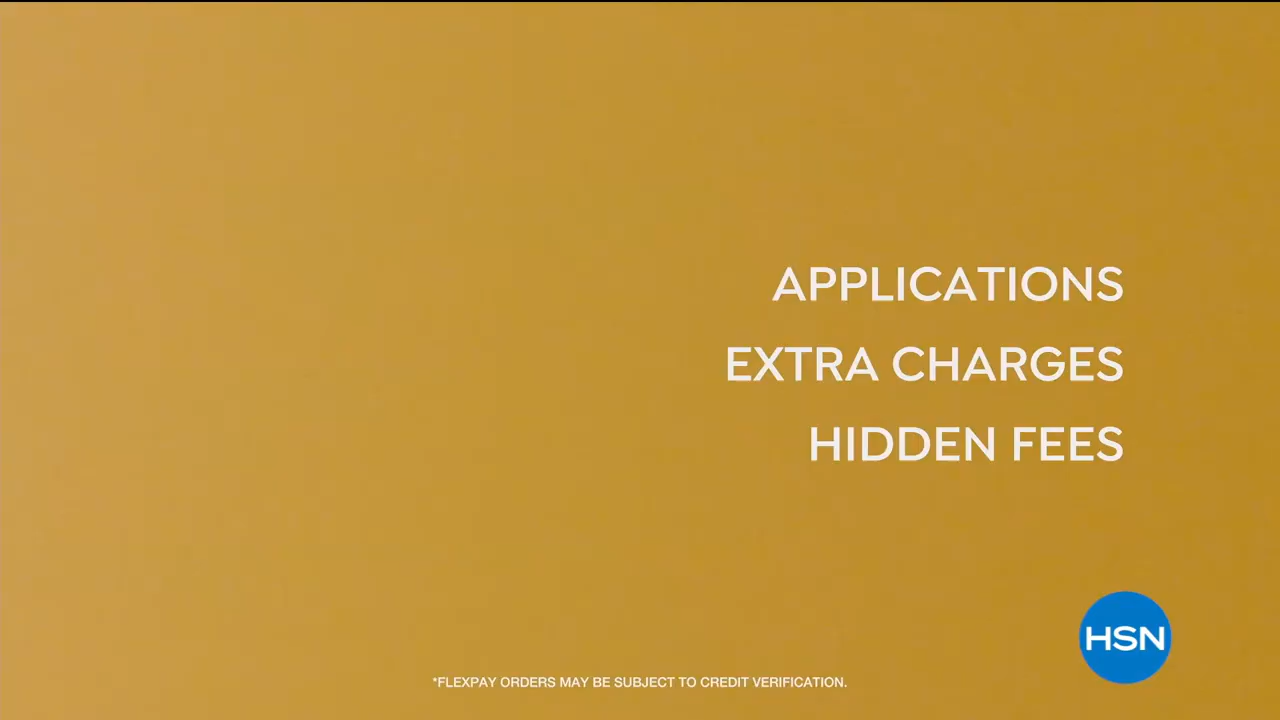 APPLICATIONS
EXTRA CHARGES
HIDDEN FEES
HSN
*FLEXPAY ORDERS MAY BE SUBJECT TO CREDIT VERIFICATION.